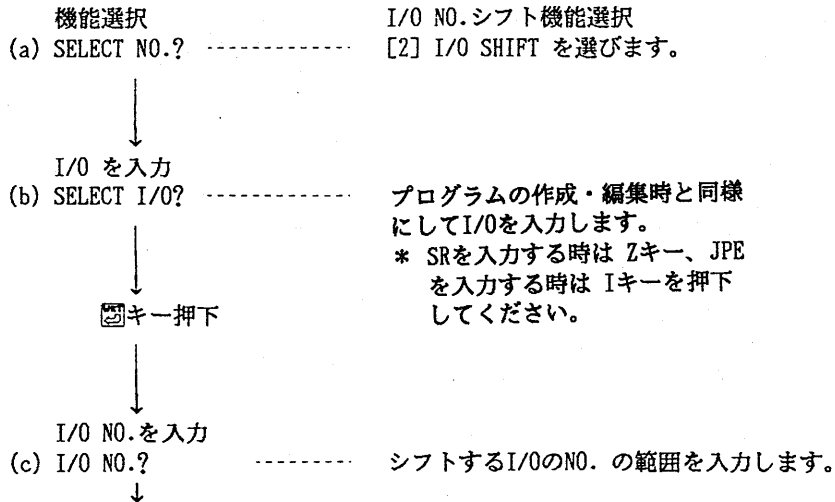 機能選択 I/O NO.シフト機能選択
(a) SELECT NO.? ------------- [2] I/O SHIFT を選びます。
↓
I/O を入力
(b) SELECT I/O? ------------- プログラムの作成・編集時と同様
にしてI/Oを入力します。
* SRを入力する時は Zキー、JPE
を入力する時は Iキーを押下
してください。
↓
キー押下
↓
I/O NO.を入力
(c) I/O NO.? --------- シフトするI/OのNO. の範囲を入力します。
↓